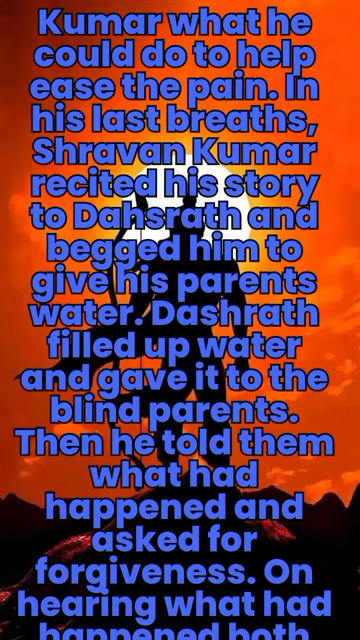 Kumar what he
could do to help
ease the pain. In
his last breaths,
Shravan Kumar
recited his story
to Dahsrath and
begged him to
give his parents
water. Dashrath
filled up water
and gave it to the
blind parents.
Then he told them
what had
happened and
asked for
forgiveness. On
hearing what had
happened both